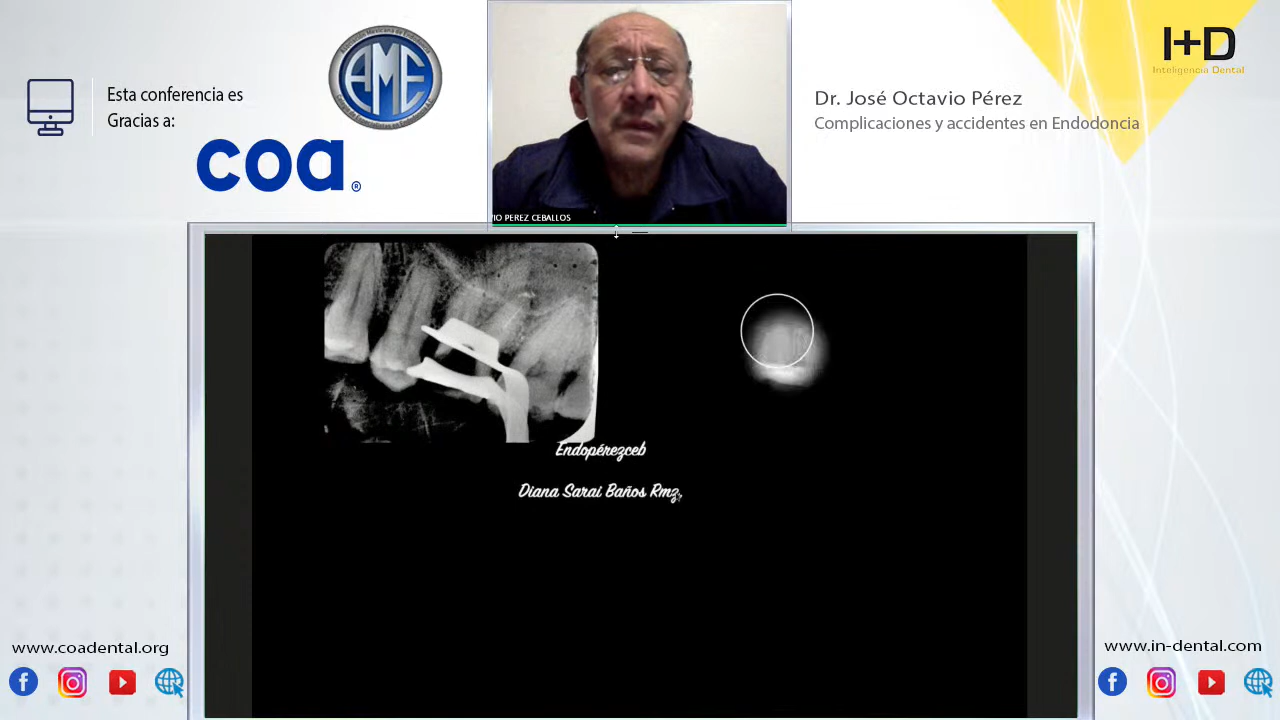 Esta conferencia es
Gracias a:
AME
coa®
IO PEREZ CEBALLOS
I+D
Inteligencia Dental
Dr. José Octavio Pérez
Complicaciones y accidentes en Endodoncia
Endopérezceb
Diana Sarai Baños Rmz
www.coadental.org
www.in-dental.com